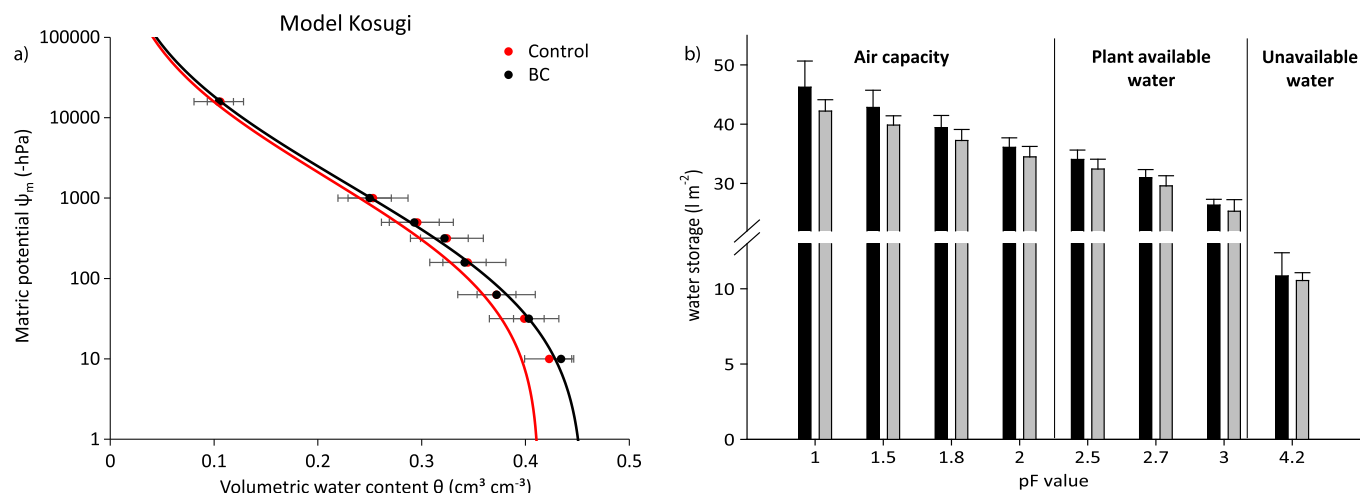 Model Kosugi
a)
100000
10000
1000
100
10
1
Matric potential ψm (-hPa)
Control
BC
0 0.1 0.2 0.3 0.4 0.5
Volumetric water content θ (cm³ cm⁻³)
b)
Air capacity
Plant available
water
Unavailable
water
50
40
30
10
5
0
water storage (l m⁻²)
1 1.5 1.8 2 2.5 2.7 3 4.2
pF value